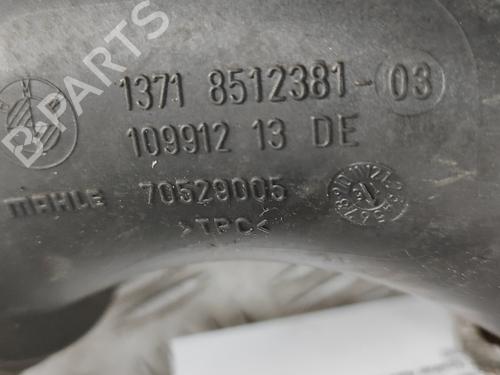 B-PARTS
1371 8512381-03
109912 13 DE
MAHLE 70529005
>TPC<